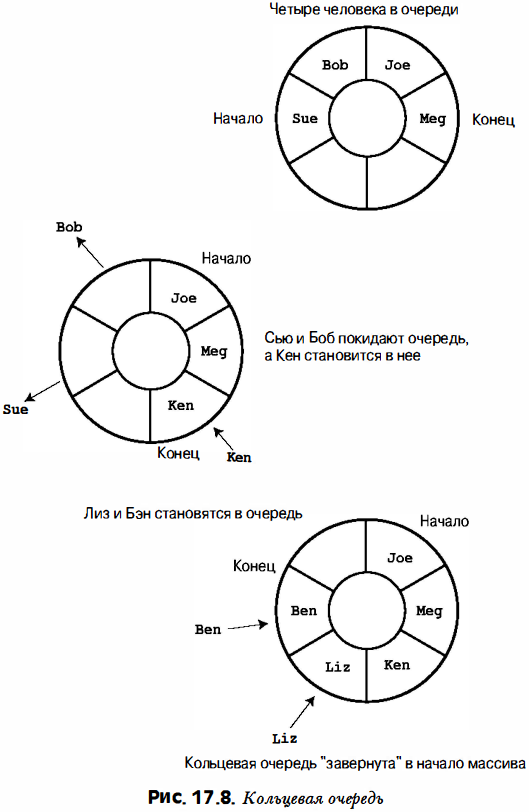 Четыре человека в очереди
Bob
Joe
Начало
Sue
Meg
Конец
Bob
Начало
Joe
Meg
Сью и Боб покидают очередь,
а Кен становится в нее
Sue
Ken
Конец
Ken
Лиз и Бэн становятся в очередь
Начало
Конец
Joe
Ben
Meg
Ben
Liz
Ken
Liz
Кольцевая очередь "завернута" в начало массива
Рис. 17.8. Кольцевая очередь